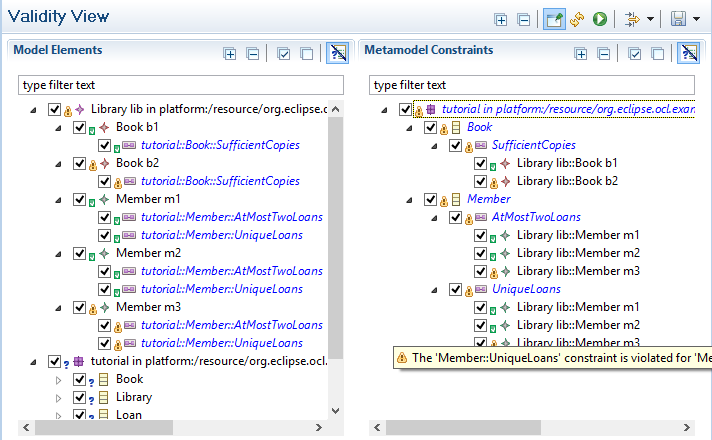 Validity View
Model Elements
type filter text
Library lib in platform:/resource/org.eclipse.o
Book b1
tutorial::Book::SufficientCopies
Book b2
tutorial::Book::SufficientCopies
Member m1
tutorial::Member::AtMostTwoLoans
tutorial::Member::UniqueLoans
Member m2
tutorial::Member::AtMostTwoLoans
tutorial::Member::UniqueLoans
Member m3
tutorial::Member::AtMostTwoLoans
tutorial::Member::UniqueLoans
tutorial in platform:/resource/org.eclipse.ocl.
Book
Library
Loan
Metamodel Constraints
type filter text
tutorial in platform:/resource/org.eclipse.ocl.exan
Book
SufficientCopies
Library lib::Book b1
Library lib::Book b2
Member
AtMostTwoLoans
Library lib::Member m1
Library lib::Member m2
Library lib::Member m3
UniqueLoans
Library lib::Member m1
Library lib::Member m2
Library lib::Member m3
The 'Member::UniqueLoans' constraint is violated for 'Me